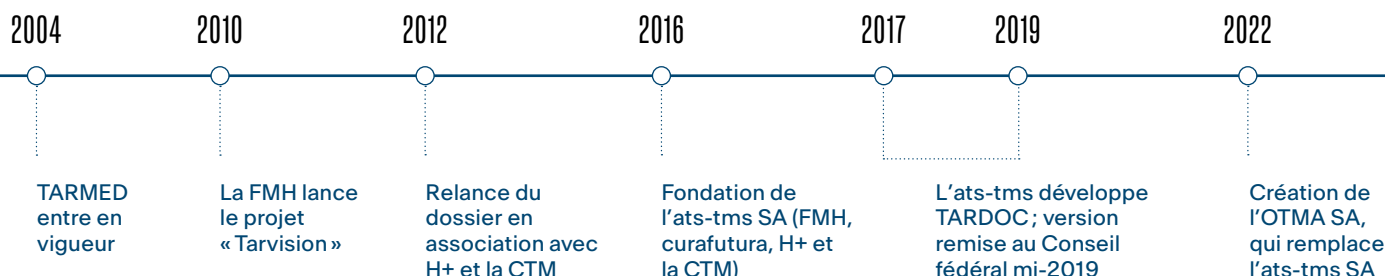 2004
2010
2012
2016
2017
2019
2022
TARMED
entre en
vigueur
La FMH lance
le projet
« Tarvision »
Relance du
dossier en
association avec
H+ et la CTM
Fondation de
l'ats-tms SA (FMH,
curafutura, H+ et
la CTM)
L'ats-tms développe
TARDOC ; version
remise au Conseil
fédéral mi-2019
Création de
l'OTMA SA,
qui remplace
l'ats-tms SA